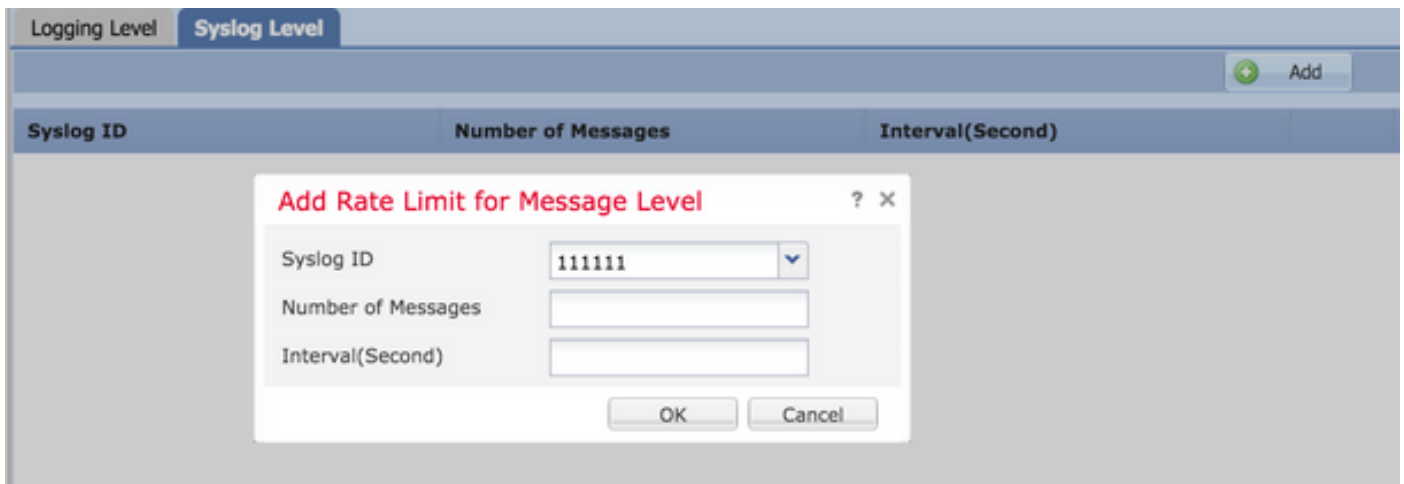 Logging Level Syslog Level
Add
Syslog ID Number of Messages Interval(Second)
Add Rate Limit for Message Level ? ×
Syslog ID 111111
Number of Messages
Interval(Second)
OK Cancel